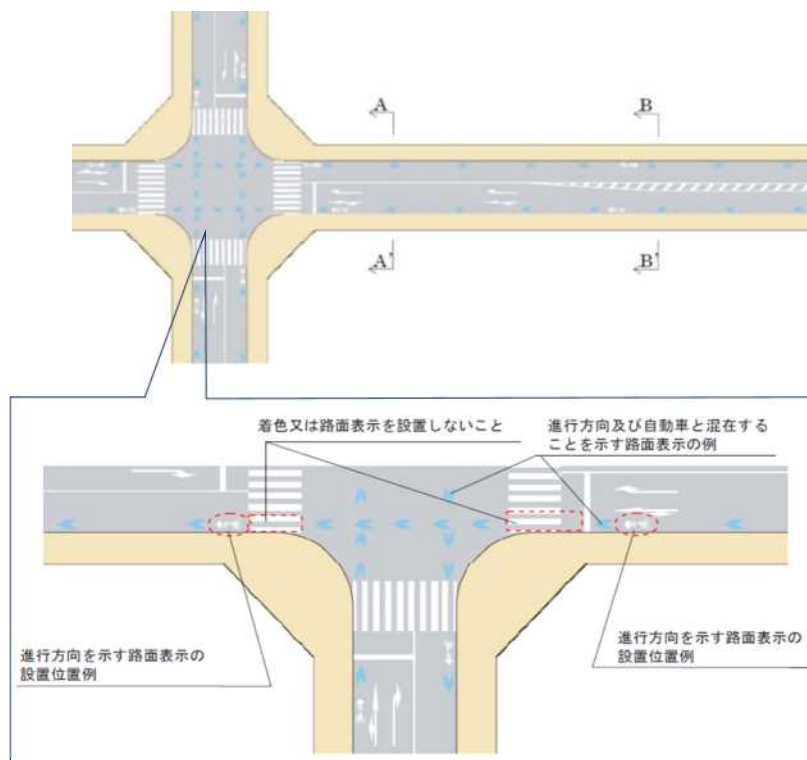 A
B
A'
B'
着色又は路面表示を設置しないこと
進行方向及び自動車と混在する
ことを示す路面表示の例
進行方向を示す路面表示の
設置位置例
進行方向を示す路面表示の
設置位置例